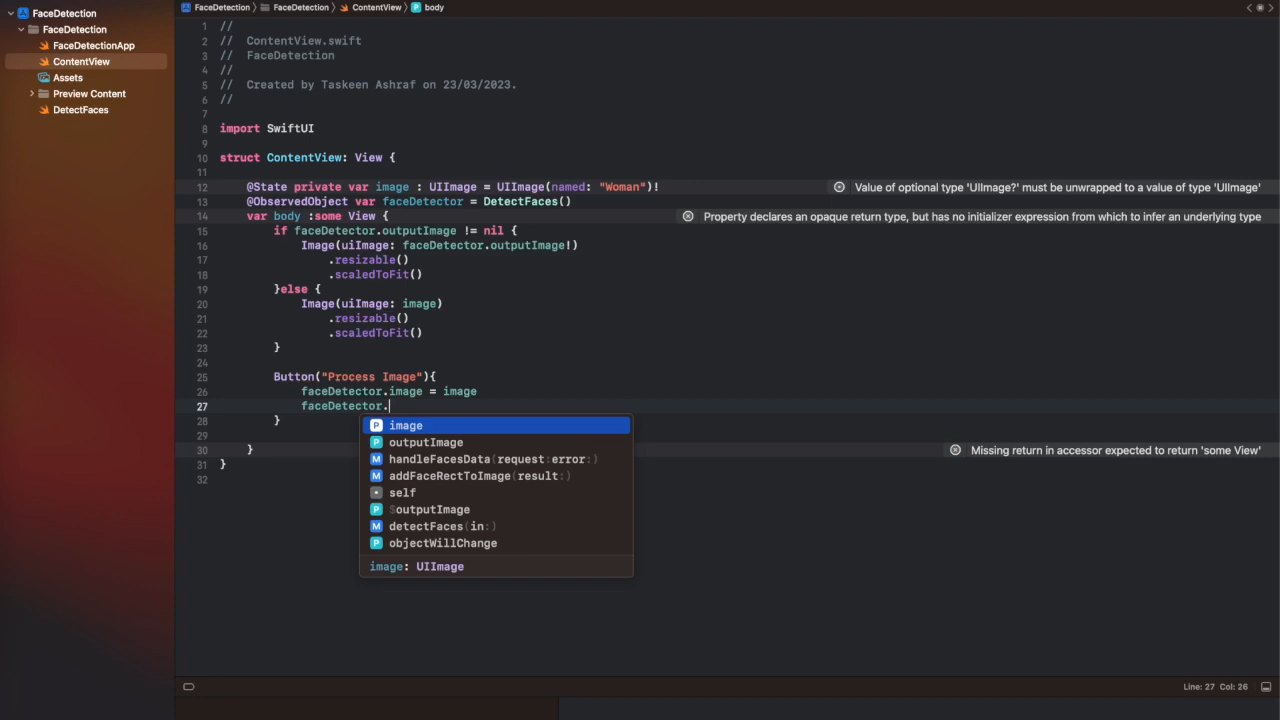 FaceDetection
FaceDetection
FaceDetectionApp
ContentView
Assets
Preview Content
DetectFaces
FaceDetection FaceDetection ContentView body
1 //
2 // ContentView.swift
3 // FaceDetection
4 //
5 // Created by Taskeen Ashraf on 23/03/2023.
6 //
7
8 import SwiftUI
9
10 struct ContentView: View {
11
12 @State private var image : UIImage = UIImage(named: "Woman")! Value of optional type 'UIImage?' must be unwrapped to a value of type 'UIImage'
13 @ObservedObject var faceDetector = DetectFaces()
14 var body :some View { Property declares an opaque return type, but has no initializer expression from which to infer an underlying type
15 if faceDetector.outputImage != nil {
16 Image(uiImage: faceDetector.outputImage!)
17 .resizable()
18 .scaledToFit()
19 }else {
20 Image(uiImage: image)
21 .resizable()
22 .scaledToFit()
23 }
24
25 Button("Process Image"){
26 faceDetector.image = image
27 faceDetector.
28 }
29
30 } Missing return in accessor expected to return 'some View'
31 }
32
P image
P outputImage
M handleFacesData(request:error:)
M addFaceRectToImage(result:)
self
P $outputImage
M detectFaces(in:)
P objectWillChange
image: UIImage
Line: 27 Col: 26